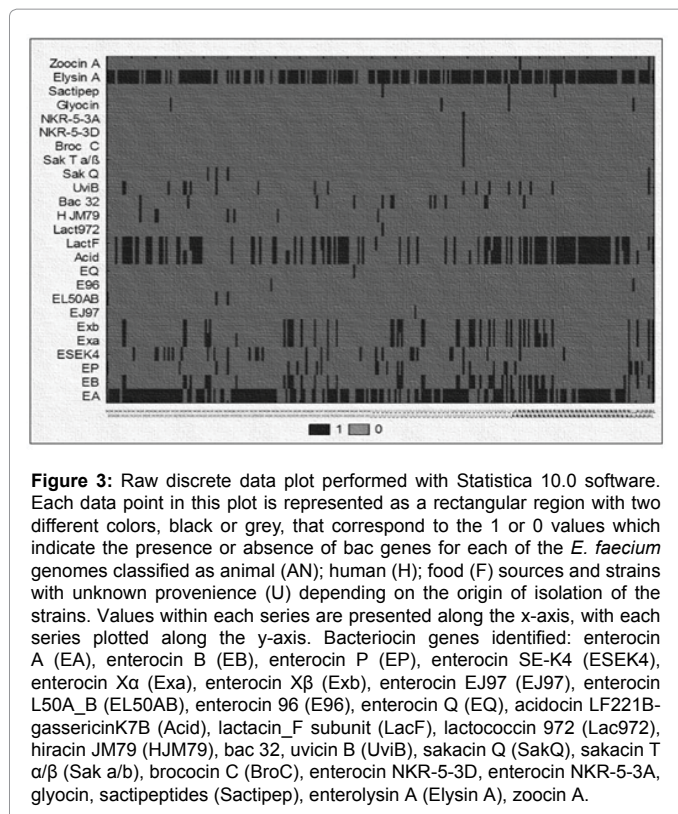 Zoocin A
Elysin A
Sactipep
Glyocin
NKR-5-3A
NKR-5-3D
Broc C
Sak T a/ß
Sak Q
UviB
Bac 32
H JM79
Lact972
LactF
Acid
EQ
E96
EL50AB
EJ97
Exb
Exa
ESEK4
EP
EB
EA
1 0
Figure 3: Raw discrete data plot performed with Statistica 10.0 software.
Each data point in this plot is represented as a rectangular region with two
different colors, black or grey, that correspond to the 1 or 0 values which
indicate the presence or absence of bac genes for each of the E. faecium
genomes classified as animal (AN); human (H); food (F) sources and strains
with unknown provenience (U) depending on the origin of isolation of the
strains. Values within each series are presented along the x-axis, with each
series plotted along the y-axis. Bacteriocin genes identified: enterocin
A (EA), enterocin B (EB), enterocin P (EP), enterocin SE-K4 (ESEK4),
enterocin Xα (Exa), enterocin Xβ (Exb), enterocin EJ97 (EJ97), enterocin
L50A_B (EL50AB), enterocin 96 (E96), enterocin Q (EQ), acidocin LF221B-
gassericinK7B (Acid), lactacin_F subunit (LacF), lactococcin 972 (Lac972),
hiracin JM79 (HJM79), bac 32, uvicin B (UviB), sakacin Q (SakQ), sakacin T
α/β (Sak a/b), brococin C (BroC), enterocin NKR-5-3D, enterocin NKR-5-3A,
glyocin, sactipeptides (Sactipep), enterolysin A (Elysin A), zoocin A.